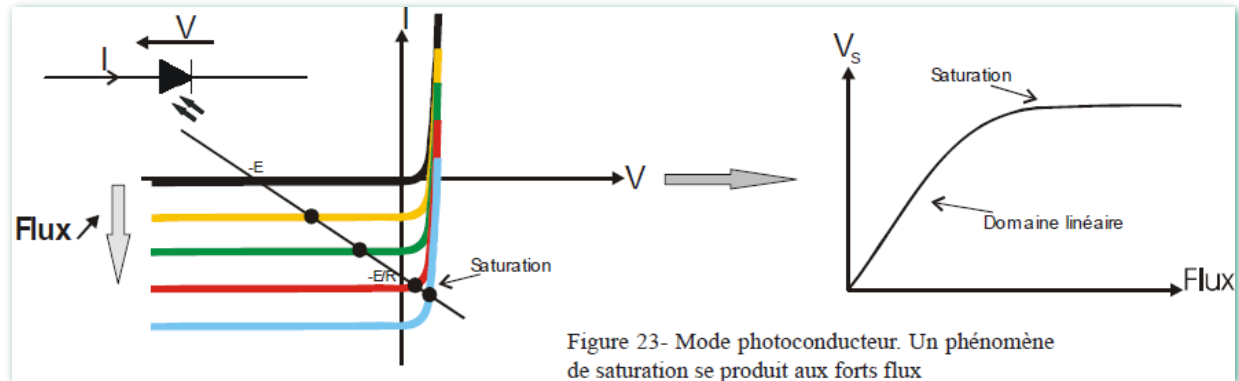 V
I
I
-E
V
Flux
-E/R
Saturation
Vs
Saturation
Domaine linéaire
Flux
Figure 23- Mode photoconducteur. Un phénomène
de saturation se produit aux forts flux